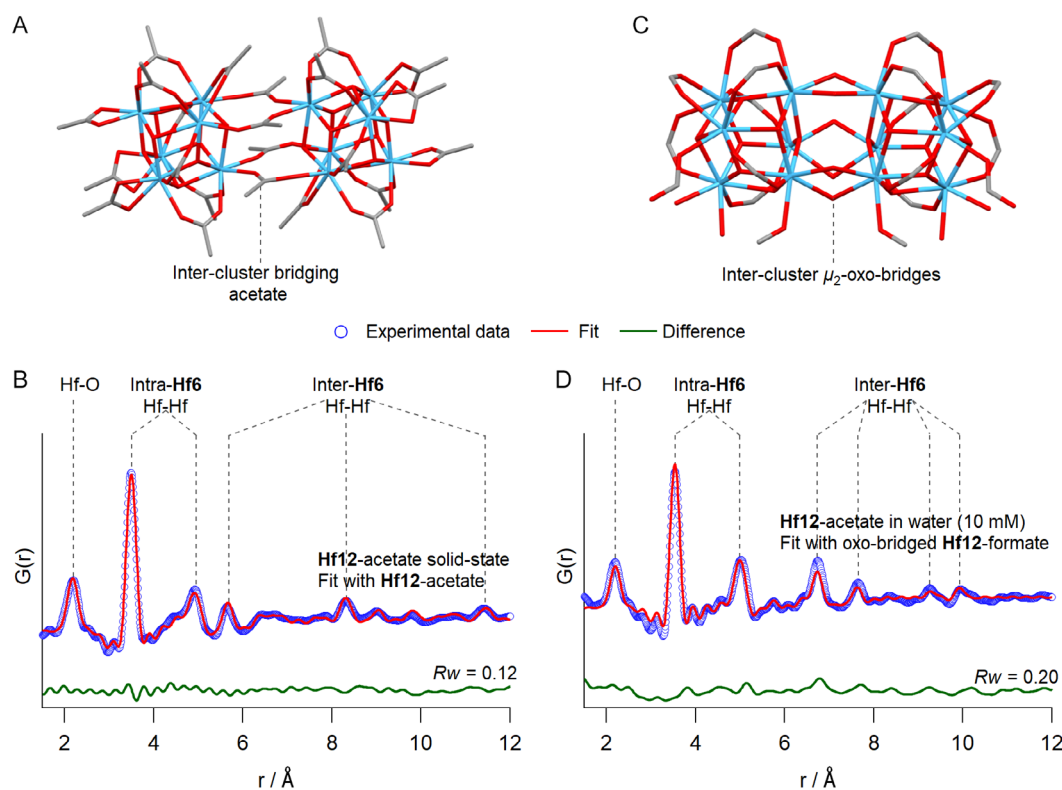 A
Inter-cluster bridging
acetate
C
Inter-cluster μ2-oxo-bridges
Experimental data
Fit
Difference
B
Hf-O
Intra-Hf6
Hf-Hf
Inter-Hf6
Hf-Hf
G(r)
Hf12-acetate solid-state
Fit with Hf12-acetate
Rw = 0.12
2
4
6
8
10
12
r / Å
D
Hf-O
Intra-Hf6
Hf-Hf
Inter-Hf6
Hf-Hf
G(r)
Hf12-acetate in water (10 mM)
Fit with oxo-bridged Hf12-formate
Rw = 0.20
2
4
6
8
10
12
r / Å